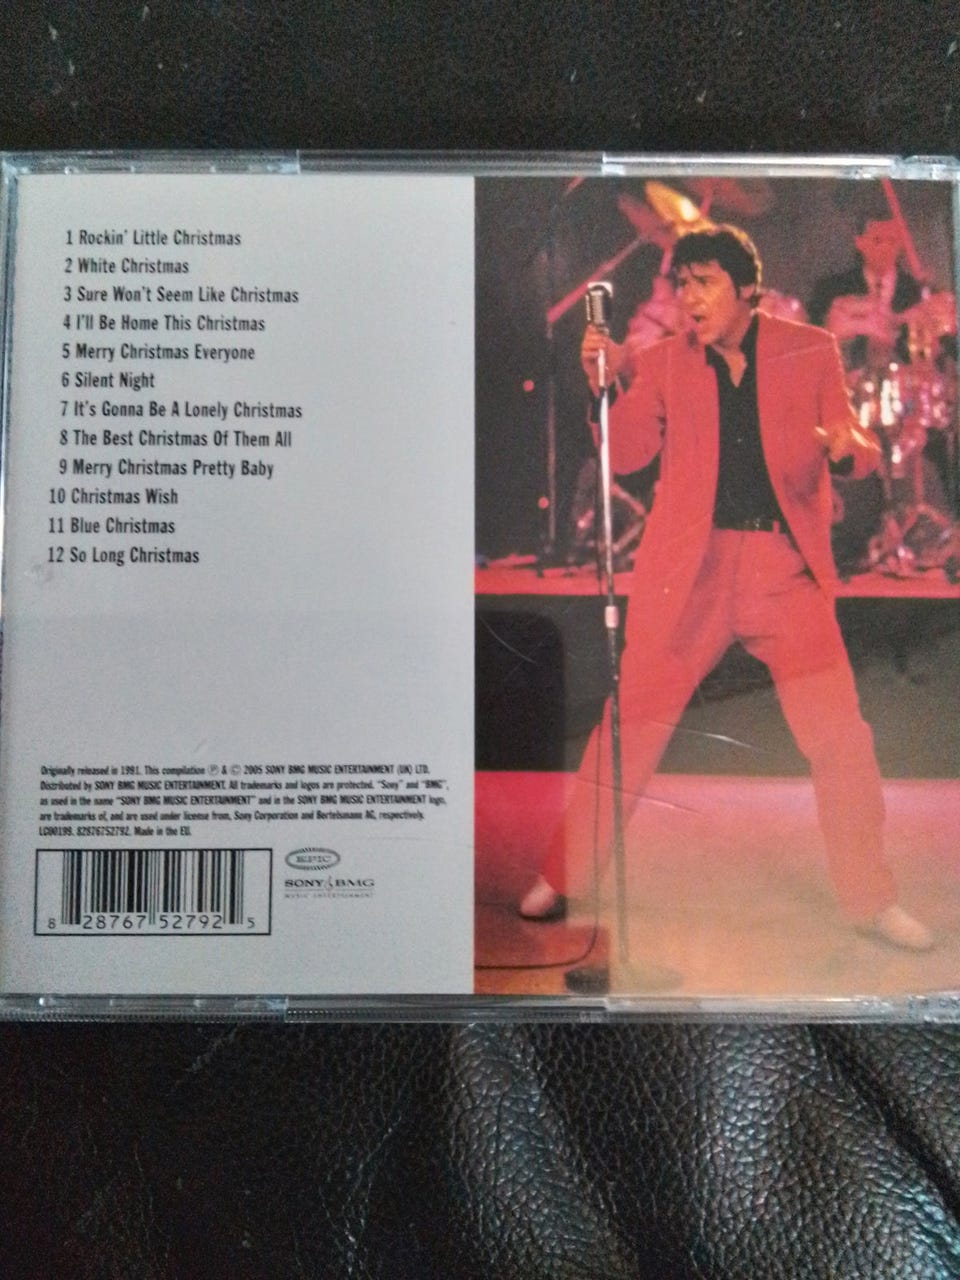 1 Rockin' Little Christmas
2 White Christmas
3 Sure Won't Seem Like Christmas
4 I'll Be Home This Christmas
5 Merry Christmas Everyone
6 Silent Night
7 It's Gonna Be A Lonely Christmas
8 The Best Christmas Of Them All
9 Merry Christmas Pretty Baby
10 Christmas Wish
11 Blue Christmas
12 So Long Christmas
Originally released in 1991. This compilation ℗ & © 2005 SONY BMG MUSIC ENTERTAINMENT (UK) LTD.
Distributed by SONY BMG MUSIC ENTERTAINMENT. All trademarks and logos are protected. "Sony" and "BMG",
as used in the name "SONY BMG MUSIC ENTERTAINMENT" and in the SONY BMG MUSIC ENTERTAINMENT logo,
are trademarks of, and are used under license from, Sony Corporation and Bertelsmann AG, respectively.
LC00199. 82876752792. Made in the EU.
EPIC
SONY BMG
MUSIC ENTERTAINMENT
8 28767 52792 5